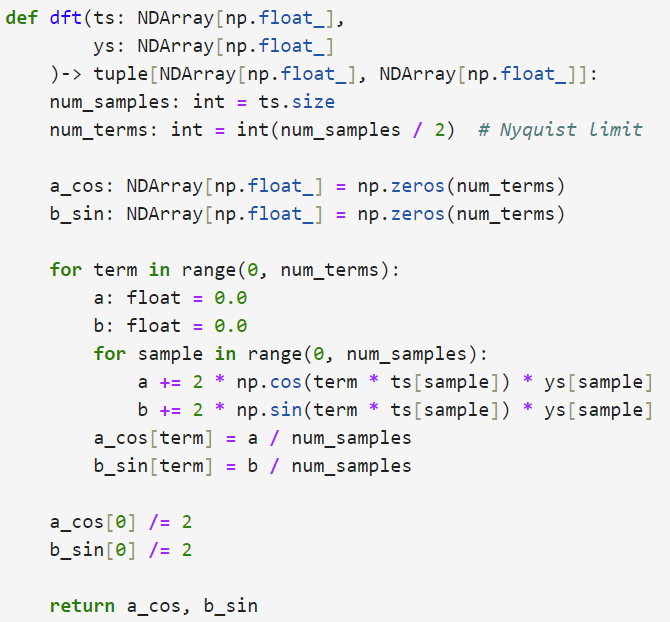 def dft(ts: NDArray[np.float_],
        ys: NDArray[np.float_]
    )-> tuple[NDArray[np.float_], NDArray[np.float_]]:
    num_samples: int = ts.size
    num_terms: int = int(num_samples / 2)  # Nyquist Limit

    a_cos: NDArray[np.float_] = np.zeros(num_terms)
    b_sin: NDArray[np.float_] = np.zeros(num_terms)

    for term in range(0, num_terms):
        a: float = 0.0
        b: float = 0.0
        for sample in range(0, num_samples):
            a += 2 * np.cos(term * ts[sample]) * ys[sample]
            b += 2 * np.sin(term * ts[sample]) * ys[sample]
        a_cos[term] = a / num_samples
        b_sin[term] = b / num_samples

    a_cos[0] /= 2
    b_sin[0] /= 2

    return a_cos, b_sin